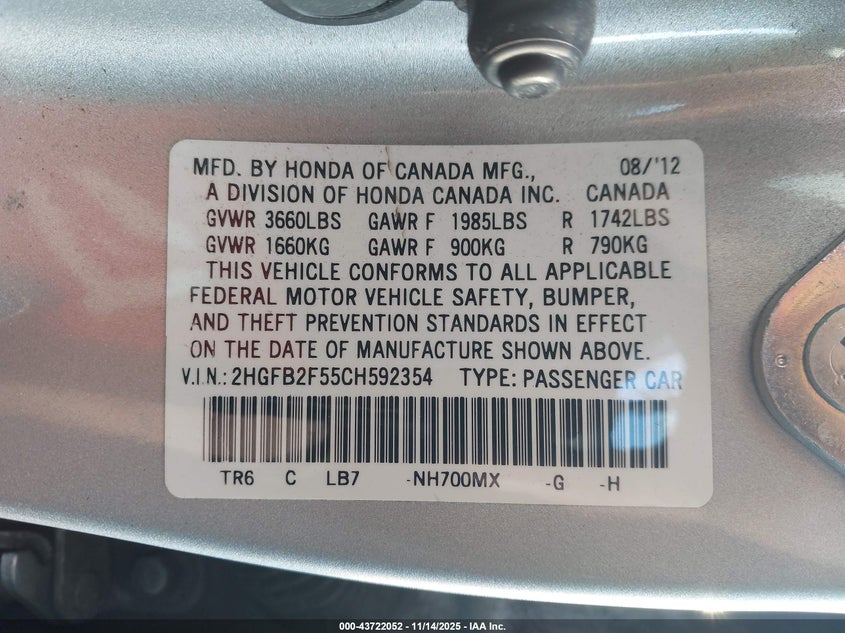 MFD. BY HONDA OF CANADA MFG., 08/'12
A DIVISION OF HONDA CANADA INC. CANADA
GVWR 3660LBS GAWR F 1985LBS R 1742LBS
GVWR 1660KG GAWR F 900KG R 790KG
THIS VEHICLE CONFORMS TO ALL APPLICABLE
FEDERAL MOTOR VEHICLE SAFETY, BUMPER,
AND THEFT PREVENTION STANDARDS IN EFFECT
ON THE DATE OF MANUFACTURE SHOWN ABOVE.
V.I.N.: 2HGFB2F55CH592354 TYPE: PASSENGER CAR
TR6 C LB7 -NH700MX -G -H
000-43722052 - 11/14/2025 - IAA Inc.